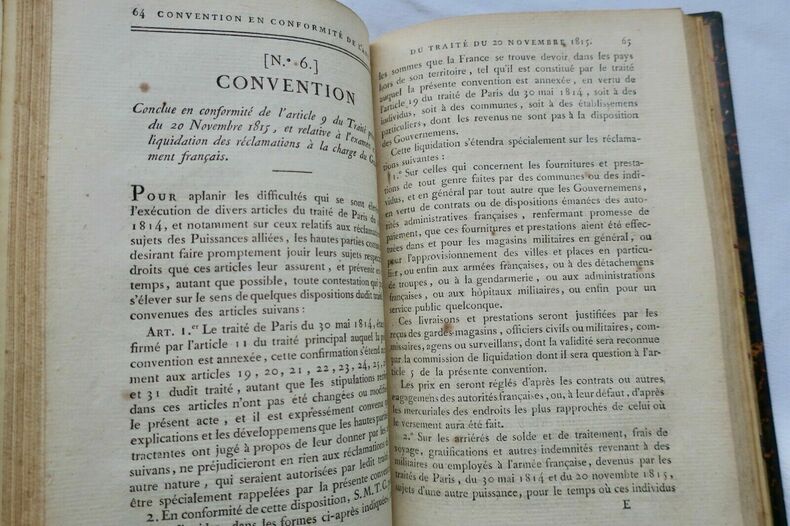 64 CONVENTION EN CONFORMITÉ DE L'A
[N.º 6.]
CONVENTION
Conclue en conformité de l'article 9 du Traité
du 20 Novembre 1815, et relative à l'examen
liquidation des réclamations à la charge du G
ment français.
POUR aplanir les difficultés qui se sont
l'exécution de divers articles du traité de Paris du
1814, et notamment sur ceux relatifs aux réclama
sujets des Puissances alliées, les hautes parties contr
desirant faire promptement jouir leurs sujets respec
droits que ces articles leur assurent, et prévenir en
temps, autant que possible, toute contestation qui
s'élever sur le sens de quelques dispositions dudit trait
convenues des articles suivans :
ART. 1.er Le traité de Paris du 30 mai 1814, étant
firmé par l'article 11 du traité principal auquel la p
convention est annexée, cette confirmation s'étend
ment aux articles 19, 20, 21, 22, 23, 24, 25,
et 31 dudit traité, autant que les stipulations renfe
dans ces articles n'ont pas été changées ou modifi
le présent acte, et il est expressément convenu
explications et les développemens que les hautes par
tractantes ont jugé à propos de leur donner par les
suivans, ne préjudicieront en rien aux réclamations
autre nature, qui seraient autorisées par ledit trait
être spécialement rappelées par la présente conven
2. En conformité de cette disposition, S. M. T. C.
dans les formes ci-après indiquées
DU TRAITÉ DU 20 NOVEMBRE 1815. 65
les sommes que la France se trouve devoir dans les pays
hors de son territoire, tel qu'il est constitué par le traité
auquel la présente convention est annexée, en vertu de
l'article 19 du traité de Paris du 30 mai 1814, soit à des
individus, soit à des communes, soit à des établissemens
particuliers, dont les revenus ne sont pas à la disposition
des Gouvernemens.
Cette liquidation s'étendra spécialement sur les réclama-
tions suivantes :
1.º Sur celles qui concernent les fournitures et presta-
tions de tout genre faites par des communes ou des indi-
vidus, et en général par tout autre que les Gouvernemens,
en vertu de contrats ou de dispositions émanées des auto-
rités administratives françaises, renfermant promesse de
paiement, que ces fournitures et prestations aient été effec-
tuées dans et pour les magasins militaires en général, ou
pour l'approvisionnement des villes et places en particu-
lier, ou enfin aux armées françaises, à des détachemens
de troupes, ou à la gendarmerie, ou aux administrations
françaises, ou aux hôpitaux militaires, ou enfin pour un
service public quelconque.
Ces livraisons et prestations seront justifiées par les
reçus des gardes-magasins, officiers civils ou militaires, com-
missaires, agens ou surveillans, dont la validité sera reconnue
par la commission de liquidation dont il sera question à l'ar-
ticle 5 de la présente convention.
Les prix en seront réglés d'après les contrats ou autres
engagemens des autorités françaises, ou, à leur défaut, d'après
les mercuriales des endroits les plus rapprochés de celui où
le versement aura été fait.
2.º Sur les arriérés de solde et de traitement, frais de
voyage, gratifications et autres indemnités revenant à des
militaires ou employés à l'armée française, devenus par les
traités de Paris, du 30 mai 1814 et du 20 novembre 1815,
sujets d'une autre puissance, pour le temps où ces individus
E